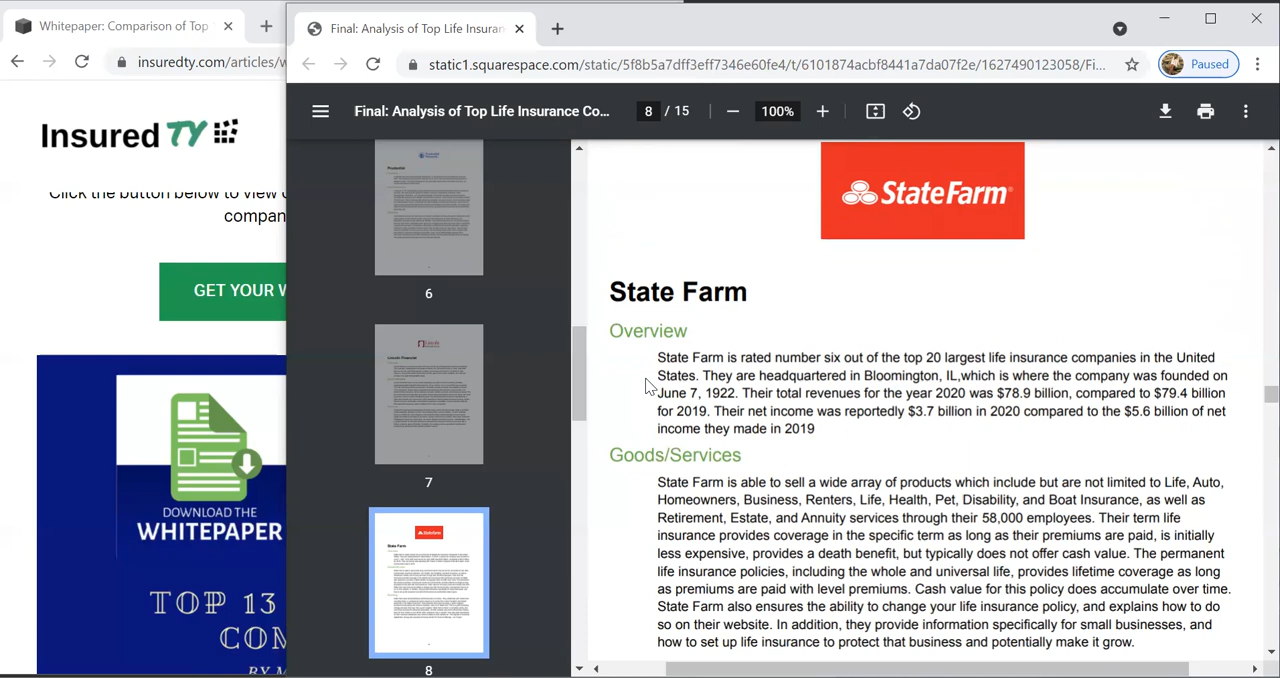 Whitepaper: Comparison of Top
Final: Analysis of Top Life Insuran
insuredty.com/articles/w
static1.squarespace.com/static/5f8b5a7dff3eff7346e60fe4/t/6101874acbf8441a7da07f2e/1627490123058/Fi...
Paused
Final: Analysis of Top Life Insurance Co...
8 / 15
100%
Insured TY
Click the button below to view
compan
GET YOUR W
DOWNLOAD THE
WHITEPAPER
TOP 13
COM
BY M
Prudential
6
Lincoln Financial
7
StateFarm
State Farm
8
StateFarm
State Farm
Overview
State Farm is rated number out of the top 20 largest life insurance companies in the United
They are headquartered Bloomington, IL,which is where the company was founded on
June 7, 1922. Their total revenues for the year 2020 was $78.9 billion, compared to $79.4 billion
for 2019. Their net income was reportedly $3.7 billion in 2020 compared to the $5.6 billion of net
income they made in 2019
Goods/Services
State Farm is able to sell a wide array of products which include but are not limited to Life, Auto,
Homeowners, Business, Renters, Life, Health, Pet, Disability, and Boat Insurance, as well as
Retirement, Estate, and Annuity services through their 58,000 employees. Their term life
insurance provides coverage in the specific term as long as their premiums are paid, is initially
less expensive, provides a death benefit, but typically does not offer cash value. The permanent
life insurance policies, including whole and universal life, provides lifetime coverage, as long
as premiums are paid with level premiums. Cash value for this policy does accumulate over time.
State Farm also ensures the ability to change your life insurance policy, and explains how to do
so on their website. In addition, they provide information specifically for small businesses, and
how to set up life insurance to protect that business and potentially make it grow.